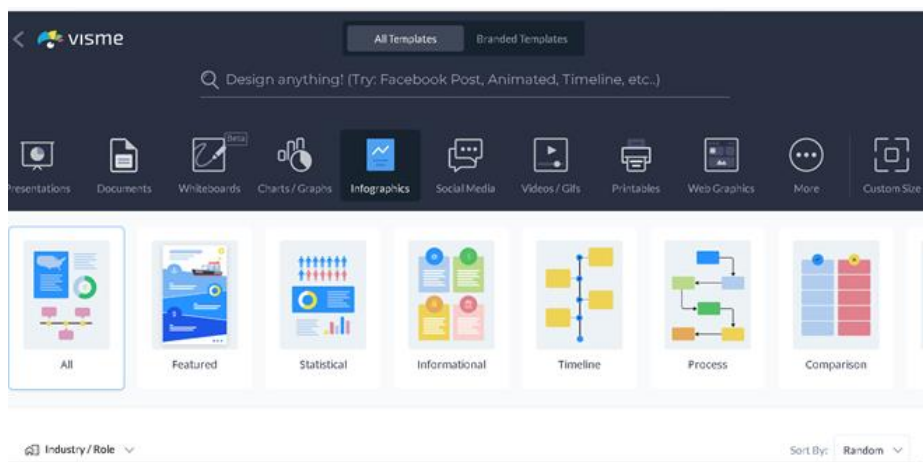 visme
All Templates Branded Templates
Design anything! (Try: Facebook Post, Animated, Timeline, etc..)
Beta
Presentations Documents Whiteboards Charts / Graphs Infographics Social Media Videos / Gifs Printables Web Graphics More Custom Size
All Featured Statistical Informational Timeline Process Comparison
Industry / Role Sort By: Random